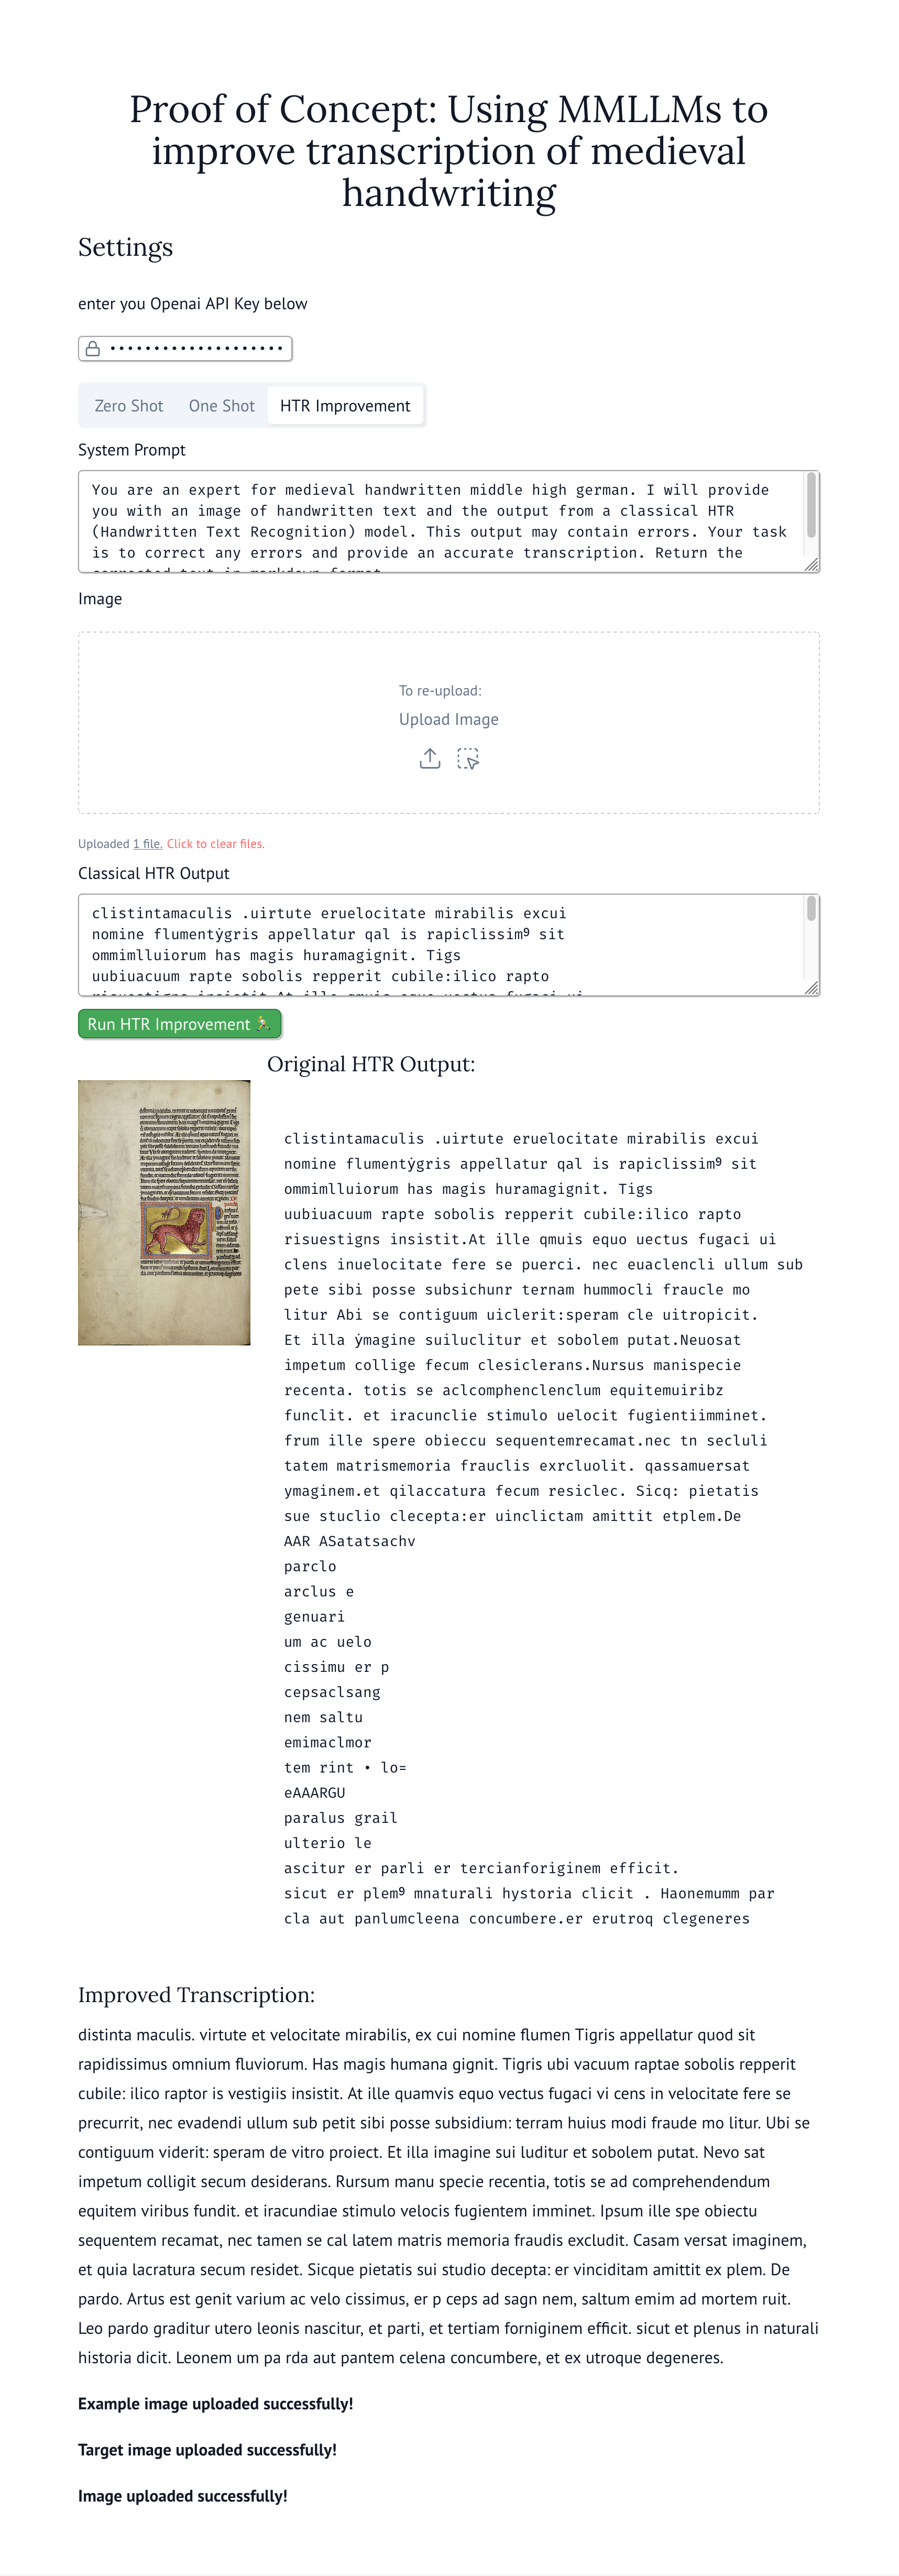 Proof of Concept: Using MMLLMs to
improve transcription of medieval
handwriting
Settings
enter you Openai API Key below
••••••••••••••••••••
Zero Shot One Shot HTR Improvement
System Prompt
You are an expert for medieval handwritten middle high german. I will provide
you with an image of handwritten text and the output from a classical HTR
(Handwritten Text Recognition) model. This output may contain errors. Your task
is to correct any errors and provide an accurate transcription. Return the
corrected text in markdown format
Image
To re-upload:
Upload Image
Uploaded 1 file. Click to clear files.
Classical HTR Output
clistintamaculis .uirtute eruelocitate mirabilis excui
nomine flumentẏgris appellatur qal is rapiclissimꝰ sit
ommimlluiorum has magis huramagignit. Tigs
uubiuacuum rapte sobolis repperit cubile:ilico rapto
risuestigns insistit.At ille qmuis equo uectus fugaci ui
Run HTR Improvement 🏃
Original HTR Output:
clistintamaculis .uirtute eruelocitate mirabilis excui
nomine flumentẏgris appellatur qal is rapiclissimꝰ sit
ommimlluiorum has magis huramagignit. Tigs
uubiuacuum rapte sobolis repperit cubile:ilico rapto
risuestigns insistit.At ille qmuis equo uectus fugaci ui
clens inuelocitate fere se puerci. nec euaclencli ullum sub
pete sibi posse subsichunr ternam hummocli fraucle mo
litur Abi se contiguum uiclerit:speram cle uitropicit.
Et illa ẏmagine suiluclitur et sobolem putat.Neuosat
impetum collige fecum clesiclerans.Nursus manispecie
recenta. totis se aclcomphenclenclum equitemuiribz
funclit. et iracunclie stimulo uelocit fugientiimminet.
frum ille spere obieccu sequentemrecamat.nec tn secluli
tatem matrismemoria frauclis exrcluolit. qassamuersat
ymaginem.et qilaccatura fecum resiclec. Sicq: pietatis
sue stuclio clecepta:er uinclictam amittit etplem.De
AAR ASatatsachv
parclo
arclus e
genuari
um ac uelo
cissimu er p
cepsaclsang
nem saltu
emimaclmor
tem rint • lo=
eAAARGU
paralus grail
ulterio le
ascitur er parli er tercianforiginem efficit.
sicut er plemꝰ mnaturali hystoria clicit . Haonemumm par
cla aut panlumcleena concumbere.er erutroq clegeneres
Improved Transcription:
distinta maculis. virtute et velocitate mirabilis, ex cui nomine flumen Tigris appellatur quod sit
rapidissimus omnium fluviorum. Has magis humana gignit. Tigris ubi vacuum raptae sobolis repperit
cubile: ilico raptor is vestigiis insistit. At ille quamvis equo vectus fugaci vi cens in velocitate fere se
precurrit, nec evadendi ullum sub petit sibi posse subsidium: terram huius modi fraude mo litur. Ubi se
contiguum viderit: speram de vitro proiect. Et illa imagine sui luditur et sobolem putat. Nevo sat
impetum colligit secum desiderans. Rursum manu specie recentia, totis se ad comprehendendum
equitem viribus fundit. et iracundiae stimulo velocis fugientem imminet. Ipsum ille spe obiectu
sequentem recamat, nec tamen se cal latem matris memoria fraudis excludit. Casam versat imaginem,
et quia lacratura secum residet. Sicque pietatis sui studio decepta: er vinciditam amittit ex plem. De
pardo. Artus est genit varium ac velo cissimus, er p ceps ad sagn nem, saltum emim ad mortem ruit.
Leo pardo graditur utero leonis nascitur, et parti, et tertiam forniginem efficit. sicut et plenus in naturali
historia dicit. Leonem um pa rda aut pantem celena concumbere, et ex utroque degeneres.
Example image uploaded successfully!
Target image uploaded successfully!
Image uploaded successfully!